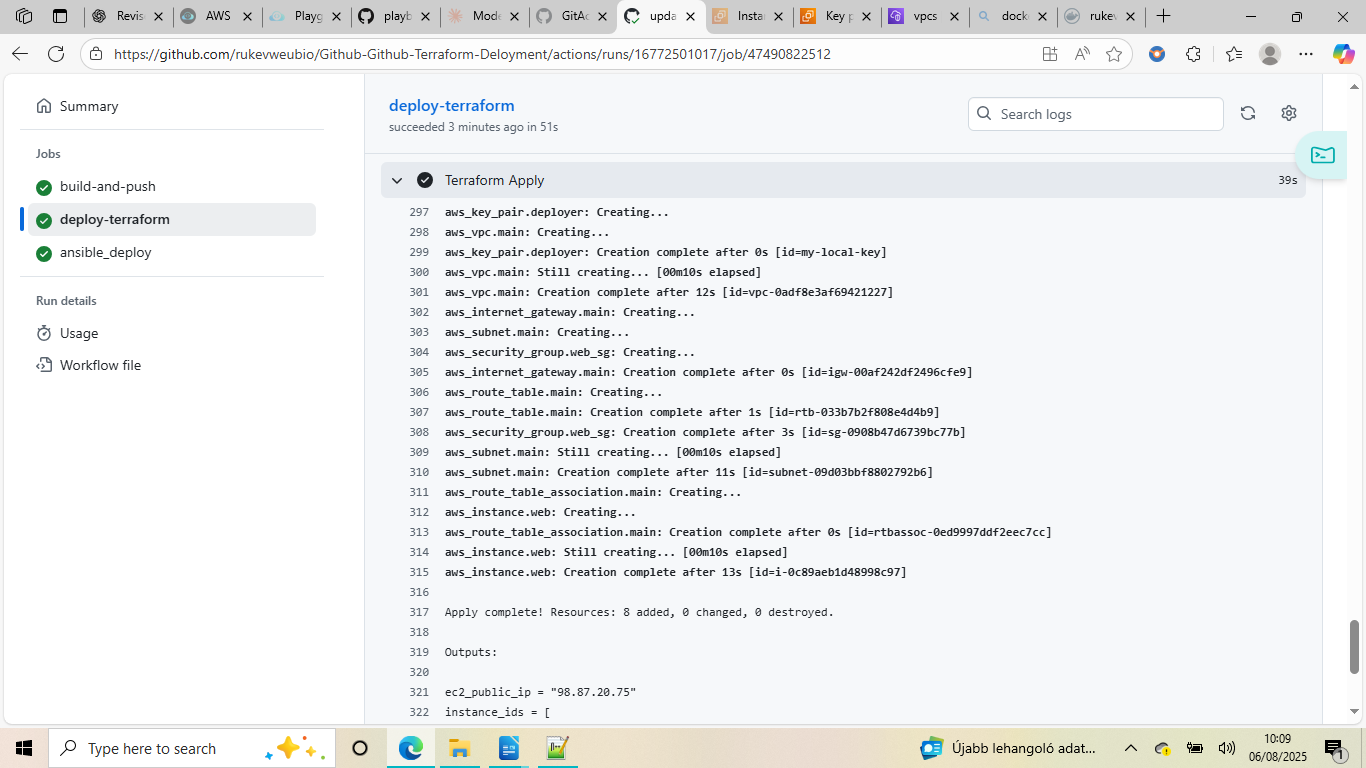 Revis
AWS
Playg
playb
Mode
GitAc
upda
Instar
Key p
vpcs
dock
rukev
https://github.com/rukevweubio/Github-Github-Terraform-Deloyment/actions/runs/16772501017/job/47490822512
Summary
Jobs
build-and-push
deploy-terraform
ansible_deploy
Run details
Usage
Workflow file
deploy-terraform
succeeded 3 minutes ago in 51s
Search logs
Terraform Apply
39s
297 aws_key_pair.deployer: Creating...
298 aws_vpc.main: Creating...
299 aws_key_pair.deployer: Creation complete after 0s [id=my-local-key]
300 aws_vpc.main: Still creating... [00m10s elapsed]
301 aws_vpc.main: Creation complete after 12s [id=vpc-0adf8e3af69421227]
302 aws_internet_gateway.main: Creating...
303 aws_subnet.main: Creating...
304 aws_security_group.web_sg: Creating...
305 aws_internet_gateway.main: Creation complete after 0s [id=igw-00af242df2496cfe9]
306 aws_route_table.main: Creating...
307 aws_route_table.main: Creation complete after 1s [id=rtb-033b7b2f808e4d4b9]
308 aws_security_group.web_sg: Creation complete after 3s [id=sg-0908b47d6739bc77b]
309 aws_subnet.main: Still creating... [00m10s elapsed]
310 aws_subnet.main: Creation complete after 11s [id=subnet-09d03bbf8802792b6]
311 aws_route_table_association.main: Creating...
312 aws_instance.web: Creating...
313 aws_route_table_association.main: Creation complete after 0s [id=rtbassoc-0ed9997ddf2eec7cc]
314 aws_instance.web: Still creating... [00m10s elapsed]
315 aws_instance.web: Creation complete after 13s [id=i-0c89aeb1d48998c97]
316
317 Apply complete! Resources: 8 added, 0 changed, 0 destroyed.
318
319 Outputs:
320
321 ec2_public_ip = "98.87.20.75"
322 instance_ids = [
Type here to search
Újabb lehangoló adat...
10:09
06/08/2025
1